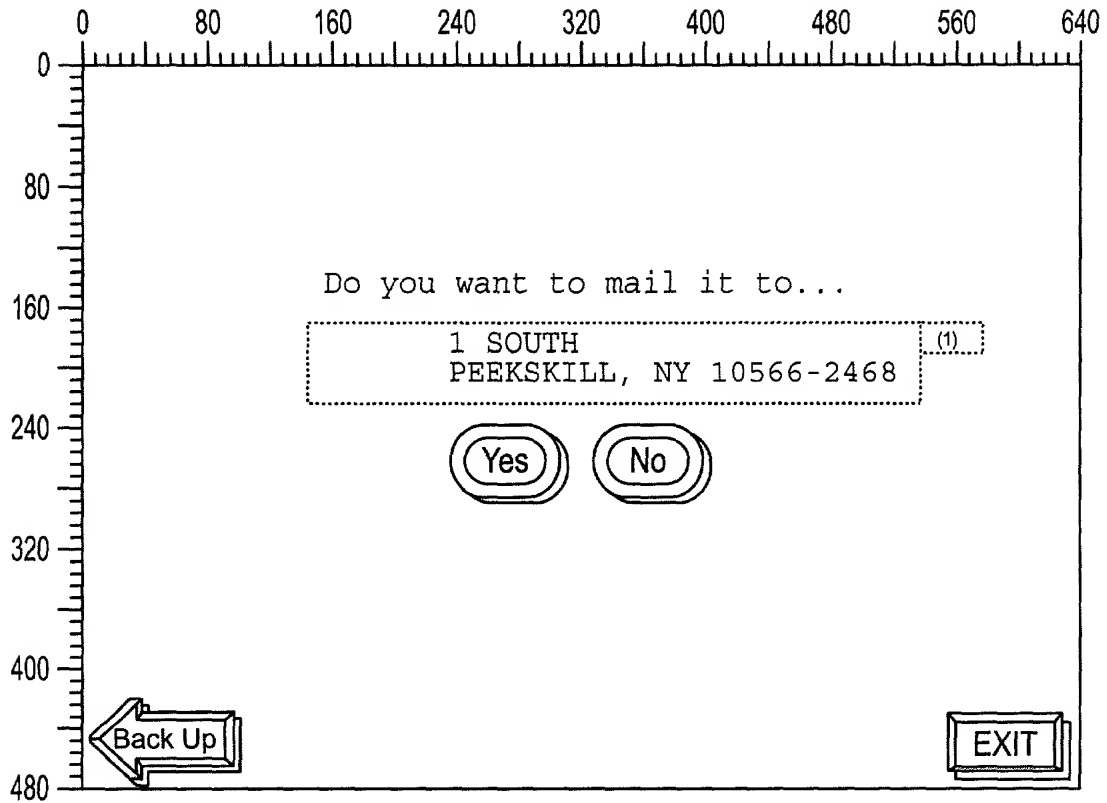 0 80 160 240 320 400 480 560 640
0
80
Do you want to mail it to...
160
1 SOUTH (1)
PEEKSKILL, NY 10566-2468
240
Yes No
320
400
Back Up EXIT
480